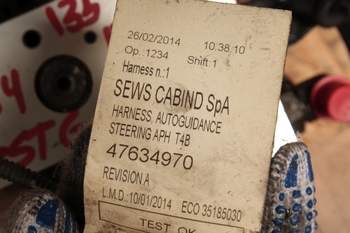 135
26/02/2014 10:38:10
Op.:1234 Shift 1
Harness n.:1
SEWS CABIND SpA
HARNESS AUTOGUIDANCE
STEERING APH T4B
47634970
REVISION A
L.M.D.:10/01/2014 ECO 35185030
TEST OK